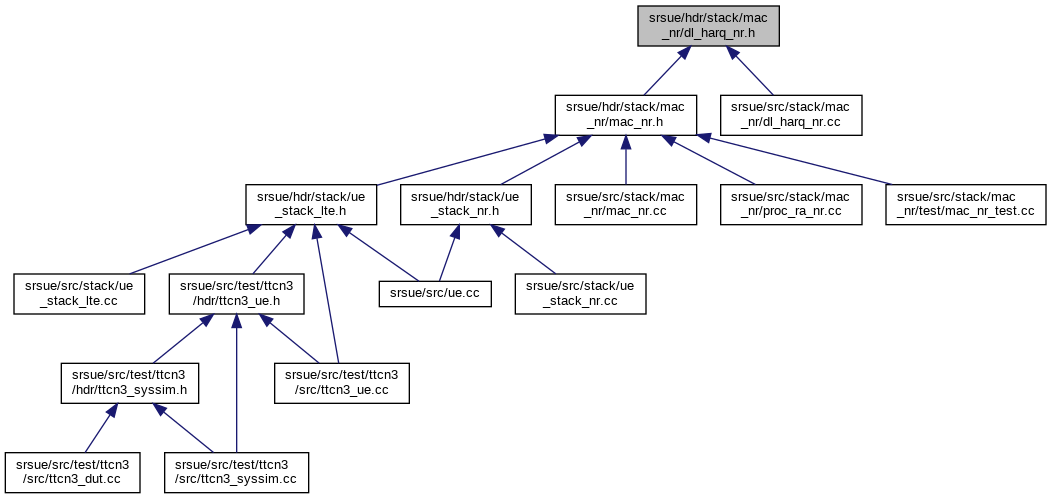 srsue/hdr/stack/mac
_nr/dl_harq_nr.h
srsue/hdr/stack/mac
_nr/mac_nr.h
srsue/src/stack/mac
_nr/dl_harq_nr.cc
srsue/hdr/stack/ue
_stack_lte.h
srsue/hdr/stack/ue
_stack_nr.h
srsue/src/stack/mac
_nr/mac_nr.cc
srsue/src/stack/mac
_nr/proc_ra_nr.cc
srsue/src/stack/mac
_nr/test/mac_nr_test.cc
srsue/src/stack/ue
_stack_lte.cc
srsue/src/test/ttcn3
/hdr/ttcn3_ue.h
srsue/src/ue.cc
srsue/src/stack/ue
_stack_nr.cc
srsue/src/test/ttcn3
/hdr/ttcn3_syssim.h
srsue/src/test/ttcn3
/src/ttcn3_ue.cc
srsue/src/test/ttcn3
/src/ttcn3_dut.cc
srsue/src/test/ttcn3
/src/ttcn3_syssim.cc